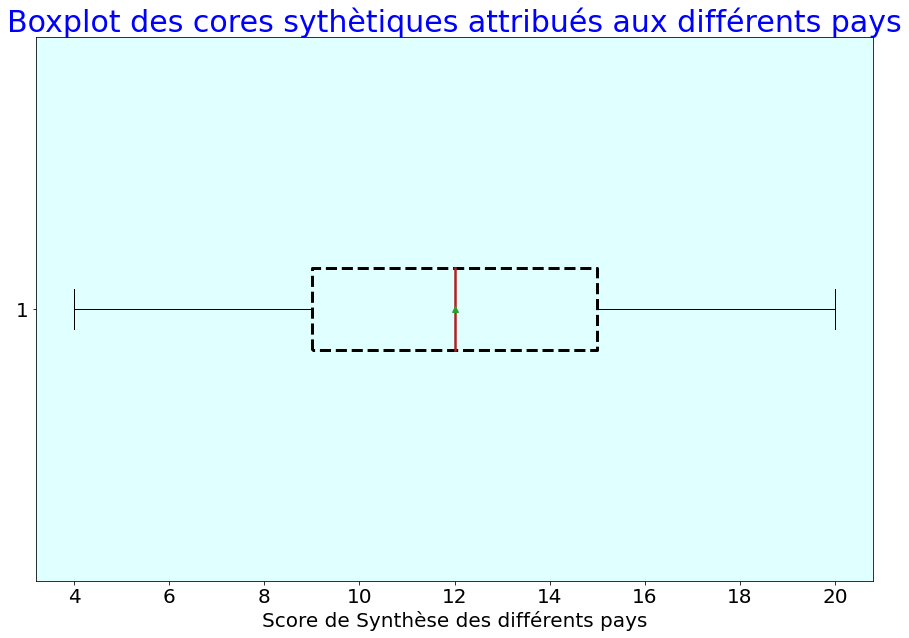 Boxplot des cores sythètiques attribués aux différents pays
1
4 6 8 10 12 14 16 18 20
Score de Synthèse des différents pays